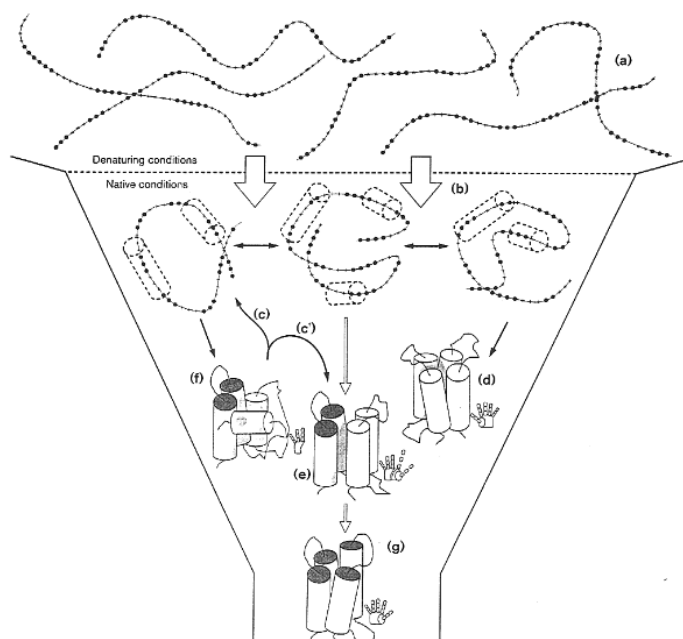 (a)
Denaturing conditions
Native conditions
(b)
(c)
(c')
(f)
(d)
(e)
(g)